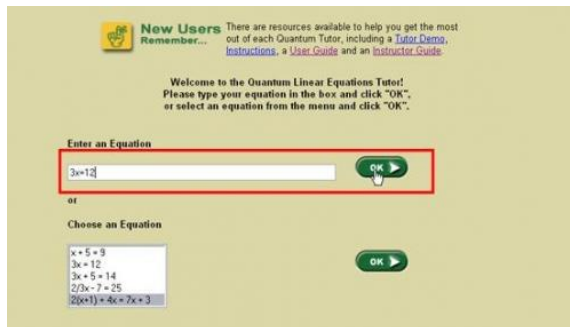 New Users
Remember...
There are resources available to help you get the most
out of each Quantum Tutor, including a Tutor Demo,
Instructions, a User Guide and an Instructor Guide.
Welcome to the Quantum Linear Equations Tutor!
Please type your equation in the box and click "OK",
or select an equation from the menu and click "OK".
Enter an Equation
3x=12
OK
or
Choose an Equation
x + 5 = 9
3x = 12
3x + 5 = 14
2/3x - 7 = 25
2(x+1) + 4x = 7x + 3
OK